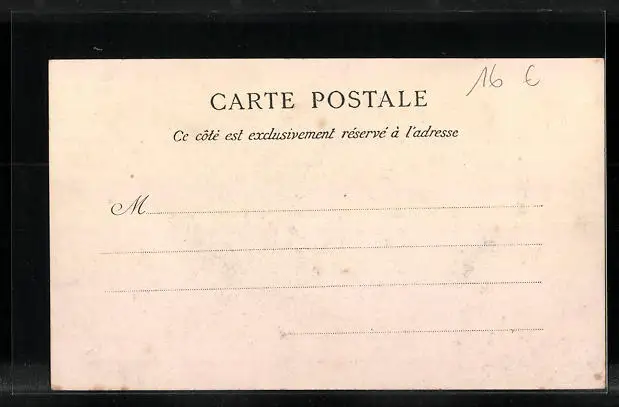 16 €
CARTE POSTALE
Ce côté est exclusivement réservé à l'adresse
M